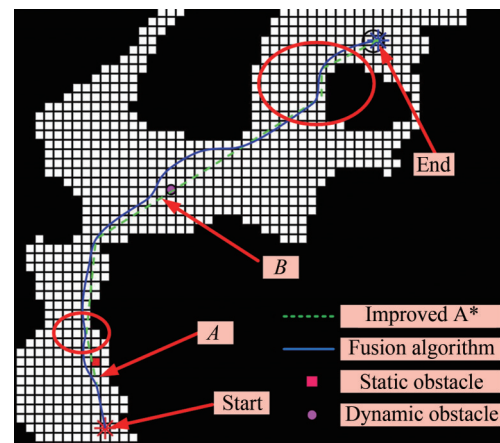 End
B
A
Improved A*
Fusion algorithm
Start
Static obstacle
Dynamic obstacle